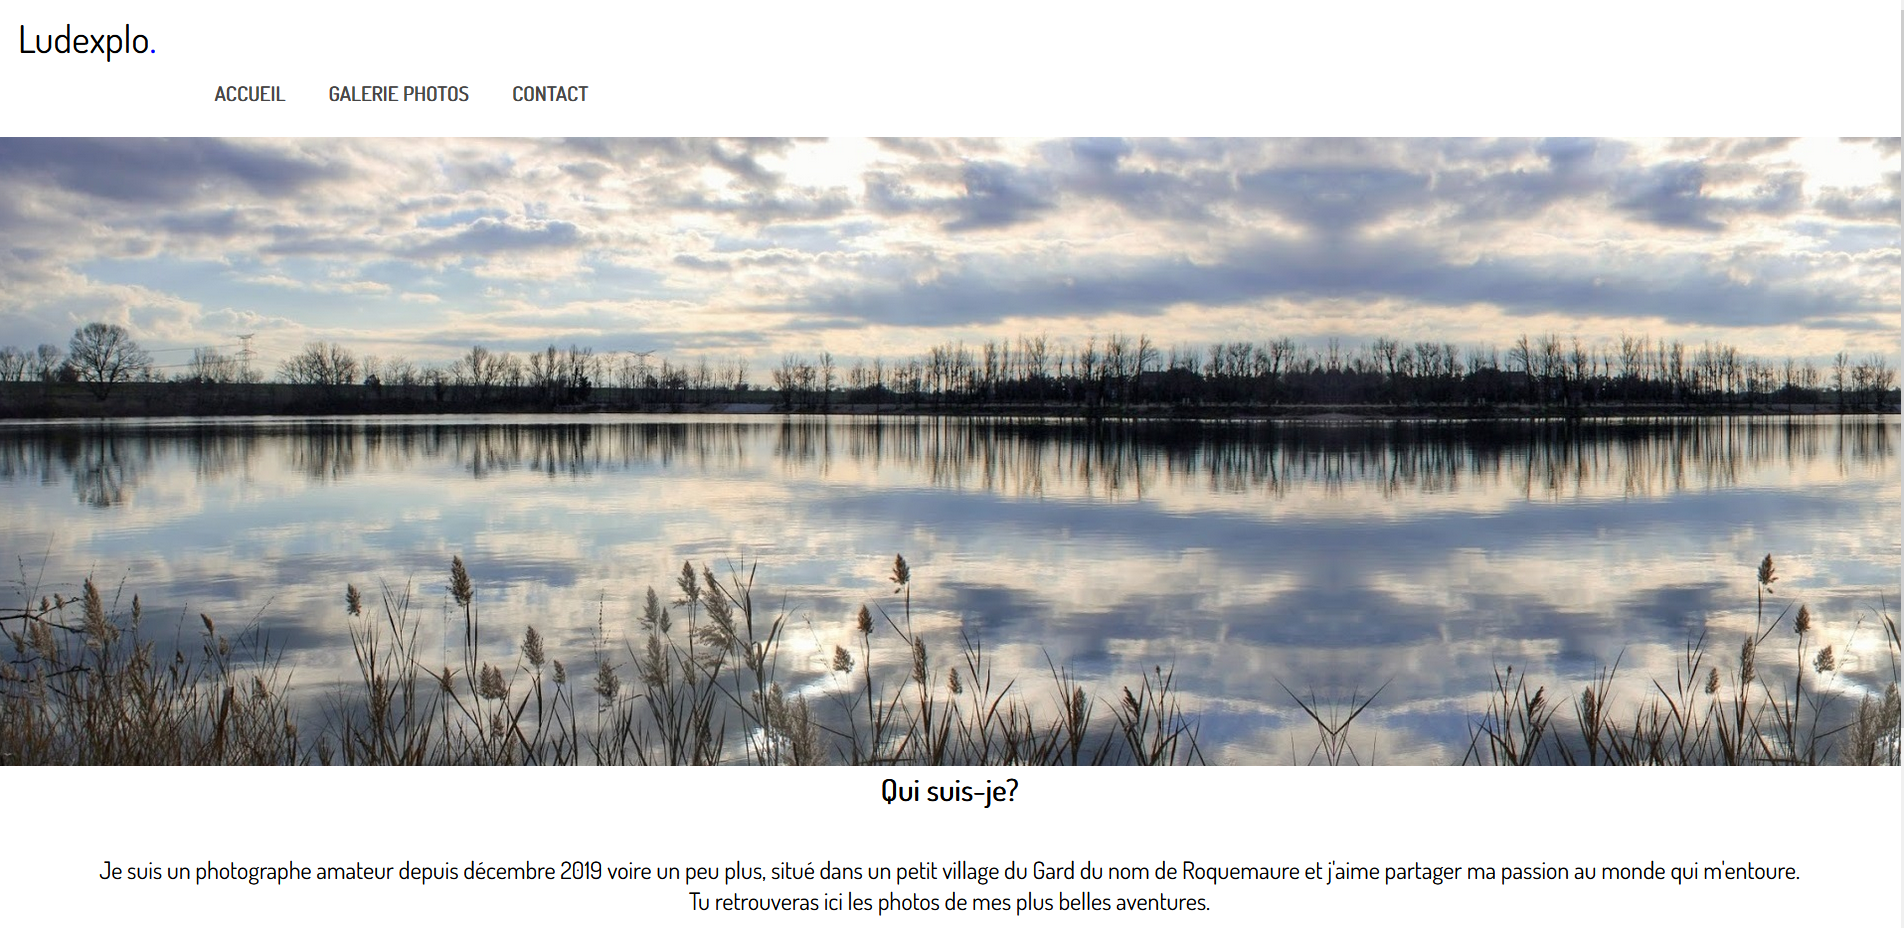 Ludexplo.
ACCUEIL GALERIE PHOTOS CONTACT
Qui suis-je?
Je suis un photographe amateur depuis décembre 2019 voire un peu plus, situé dans un petit village du Gard du nom de Roquemaure et j'aime partager ma passion au monde qui m'entoure.
Tu retrouveras ici les photos de mes plus belles aventures.